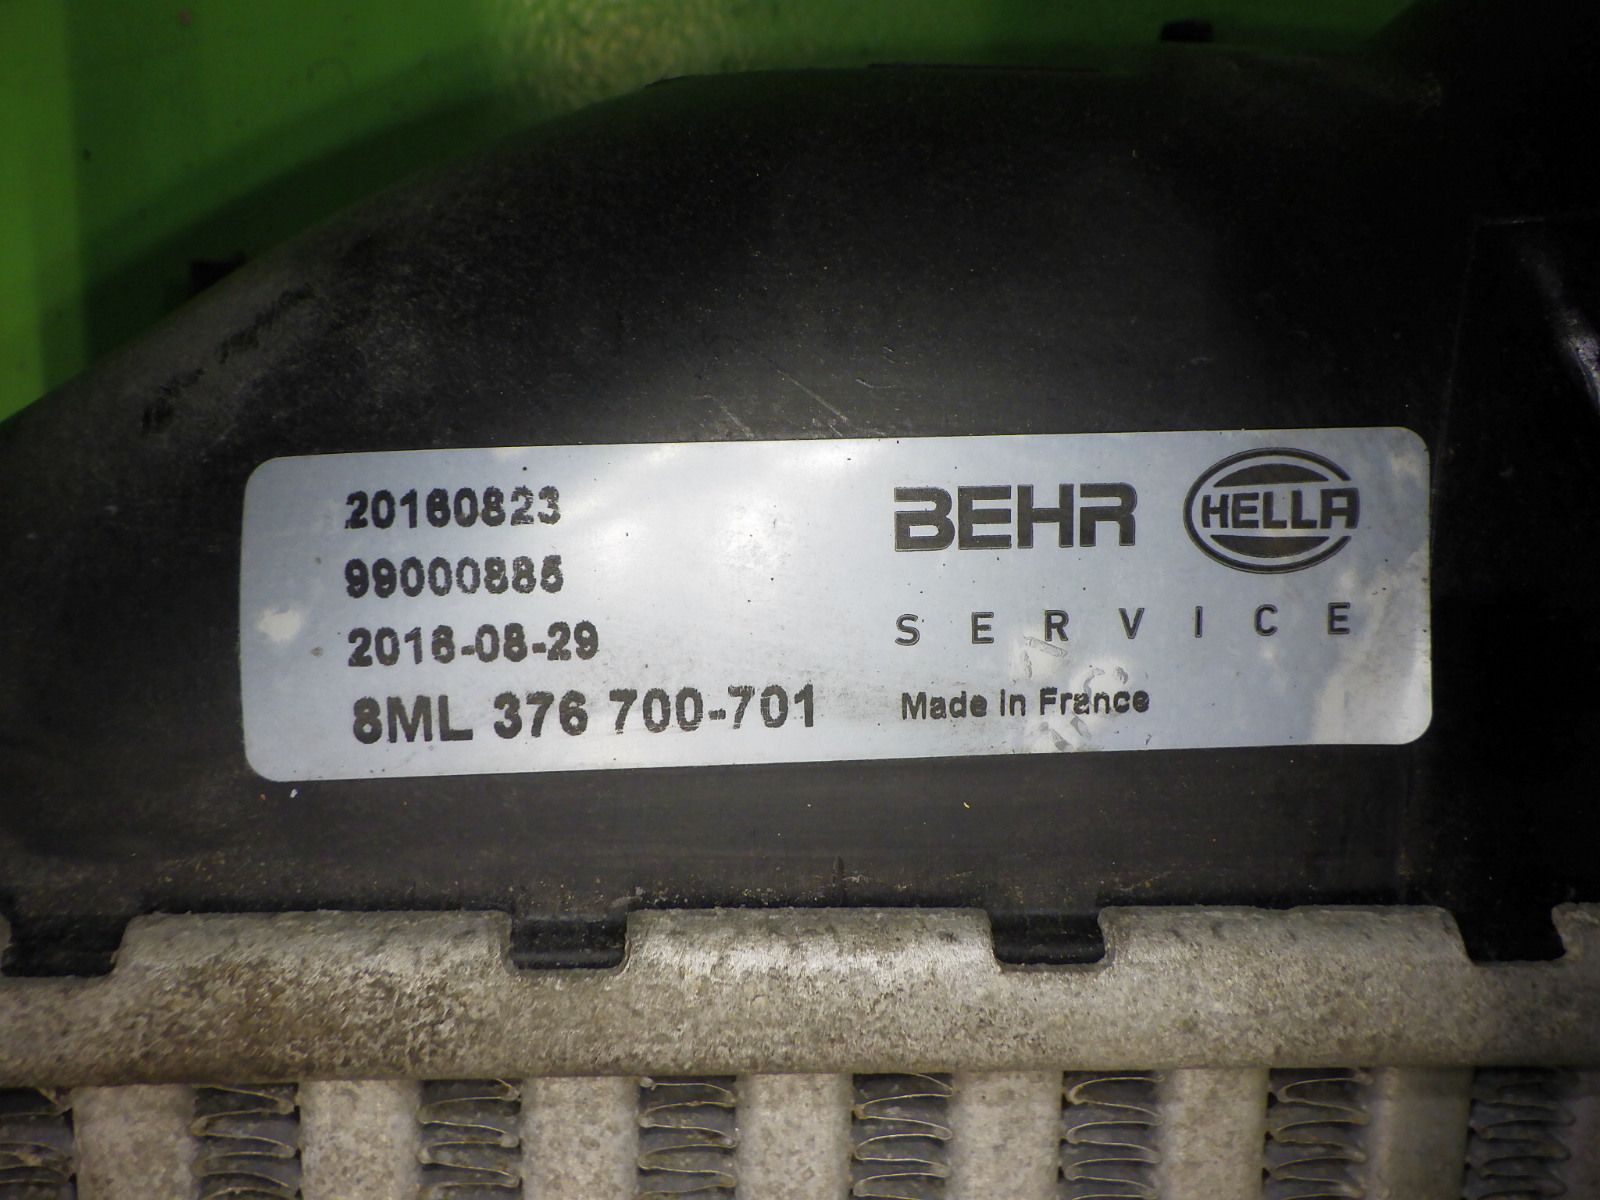 20160823
99000885
2016-08-29
8ML 376 700-701
BEHR HELLA
SERVICE
Made in France